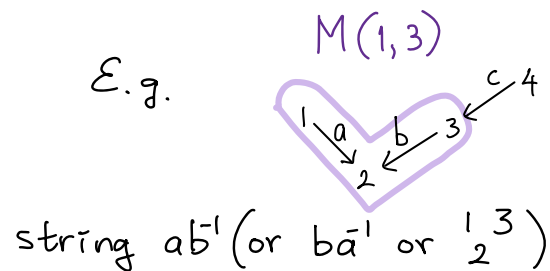 M(1,3)
E.g.
c 4
1 a b 3
2
string ab⁻¹ (or ba⁻¹ or 1 3
2)